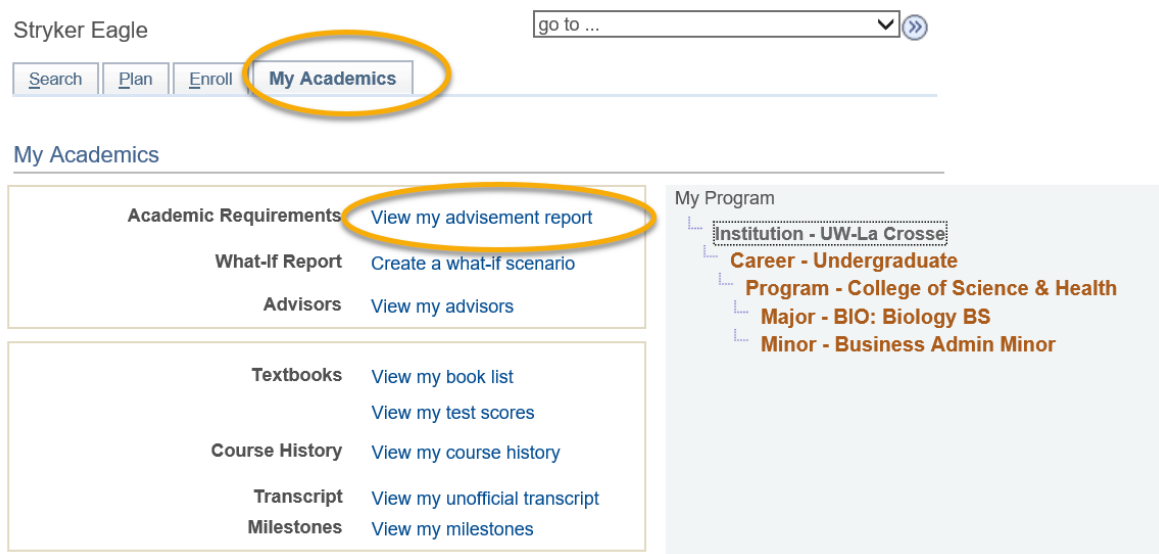 Stryker Eagle
go to ...
Search Plan Enroll My Academics
My Academics
Academic Requirements View my advisement report
What-If Report Create a what-if scenario
Advisors View my advisors
Textbooks View my book list
View my test scores
Course History View my course history
Transcript View my unofficial transcript
Milestones View my milestones
My Program
Institution - UW-La Crosse
Career - Undergraduate
Program - College of Science & Health
Major - BIO: Biology BS
Minor - Business Admin Minor